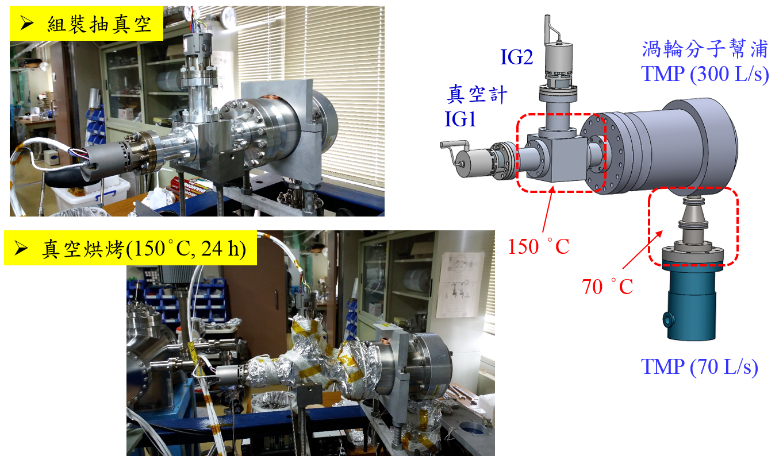 ➢ 組裝抽真空
IG2
渦輪分子幫浦
TMP (300 L/s)
真空計
IG1
150 °C
70 °C
TMP (70 L/s)
➢ 真空烘烤(150°C, 24 h)